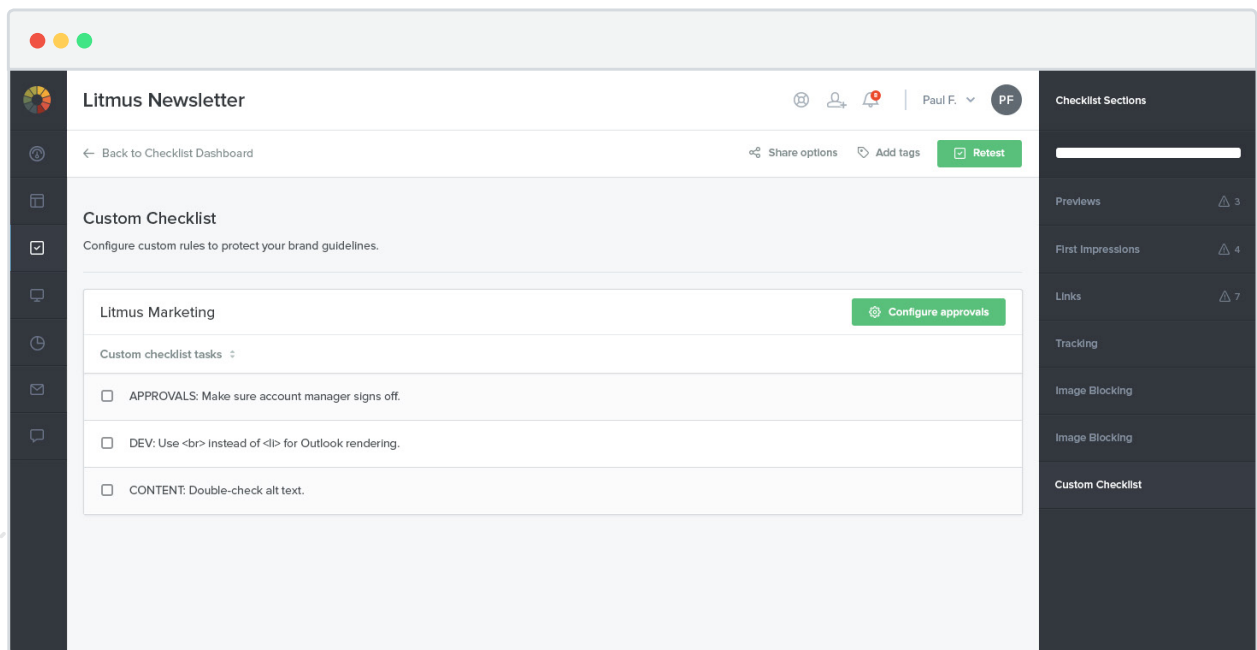 Litmus Newsletter
Paul F.
PF
Back to Checklist Dashboard
Share options
Add tags
Retest
Custom Checklist
Configure custom rules to protect your brand guidelines.
Litmus Marketing
Configure approvals
Custom checklist tasks
APPROVALS: Make sure account manager signs off.
DEV: Use <br> instead of <li> for Outlook rendering.
CONTENT: Double-check alt text.
Checklist Sections
Previews 3
First Impressions 4
Links 7
Tracking
Image Blocking
Image Blocking
Custom Checklist